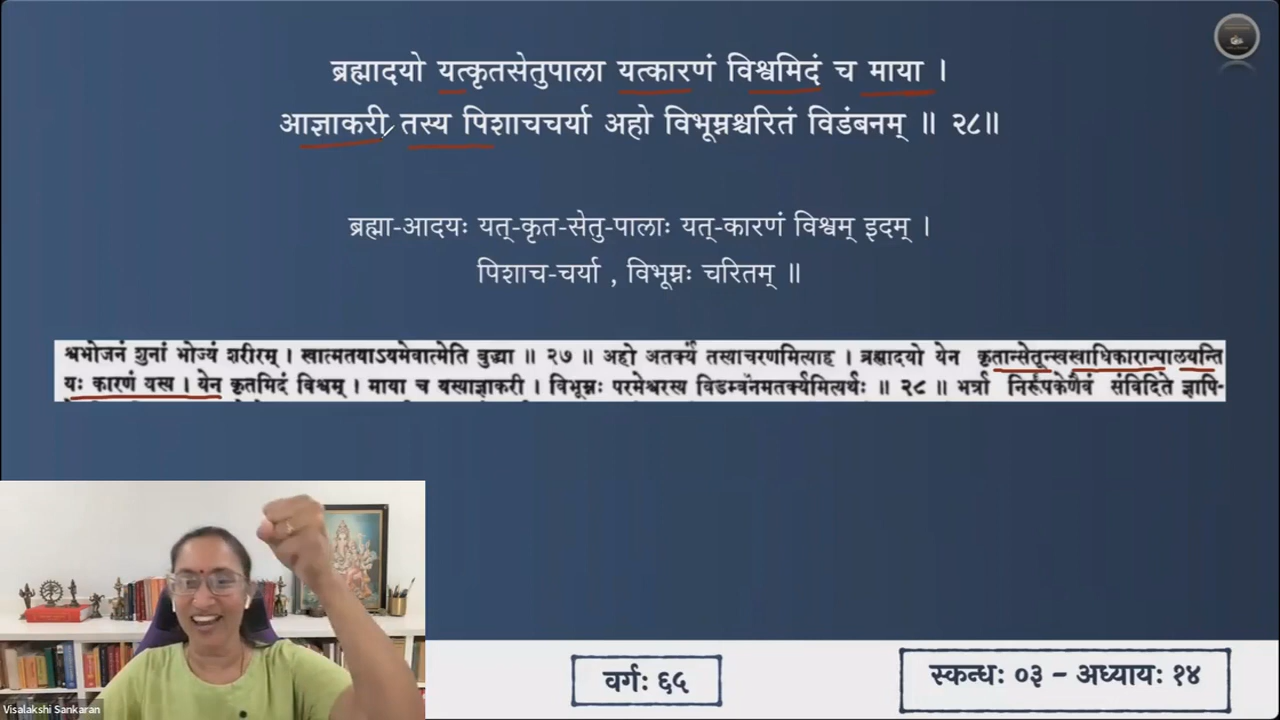 ब्रह्मादयो यत्कृतसेतुपाला यत्कारणं विश्वमिदं च माया ।
आज्ञाकरी तस्य पिशाचचर्या अहो विभूम्नश्चरितं विडंबनम् ॥ २८॥
ब्रह्मा-आदयः यत्-कृत-सेतु-पालाः यत्-कारणं विश्वम् इदम् ।
पिशाच-चर्या , विभूम्नः चरितम् ॥
श्वभोजनं शुनां भोज्यं शरीरम् । स्वात्मतयाऽयमेवात्मेति बुद्ध्या ॥ २७ ॥ अहो अतर्क्यं तस्याचरणमित्याह । ब्रह्मादयो येन कृतान्सेतून्स्वस्वाधिकारान्पालयन्ति
यः कारणं यस्य । येन कृतमिदं विश्वम् । माया च यस्याज्ञाकरी । विभूम्नः परमेश्वरस्य विडम्बनमतर्क्यमित्यर्थः ॥ २८ ॥ भर्त्रा निरूपकेणैवं संविदिते ज्ञापि-
Visalakshi Sankaran
वर्गः ६५
स्कन्धः ०३ – अध्यायः १४